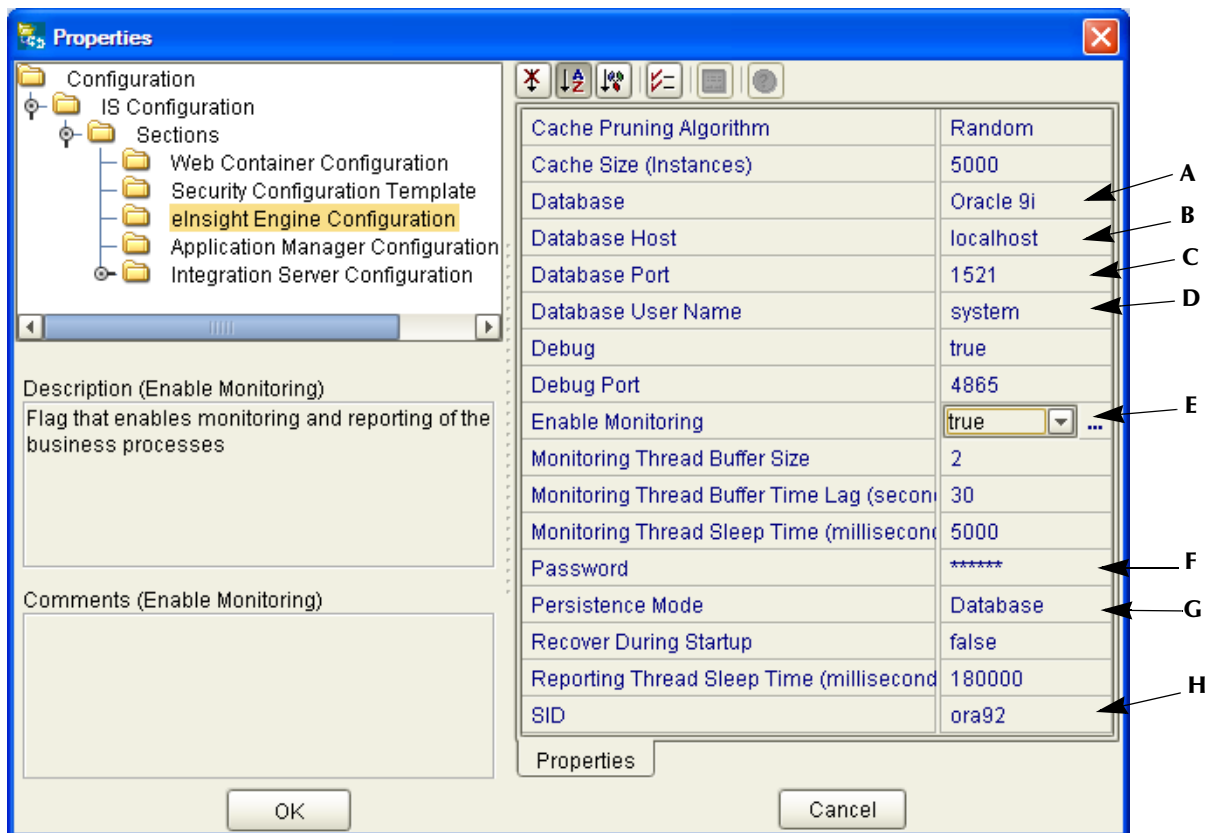 Properties
Configuration
IS Configuration
Sections
Web Container Configuration
Security Configuration Template
eInsight Engine Configuration
Application Manager Configuration
Integration Server Configuration
Description (Enable Monitoring)
Flag that enables monitoring and reporting of the
business processes
Comments (Enable Monitoring)
Cache Pruning Algorithm Random
Cache Size (Instances) 5000
Database Oracle 9i A
Database Host localhost B
Database Port 1521 C
Database User Name system D
Debug true
Debug Port 4865
Enable Monitoring true ... E
Monitoring Thread Buffer Size 2
Monitoring Thread Buffer Time Lag (secon 30
Monitoring Thread Sleep Time (millisecond 5000
Password ****** F
Persistence Mode Database G
Recover During Startup false
Reporting Thread Sleep Time (millisecond 180000
SID ora92 H
Properties
OK Cancel